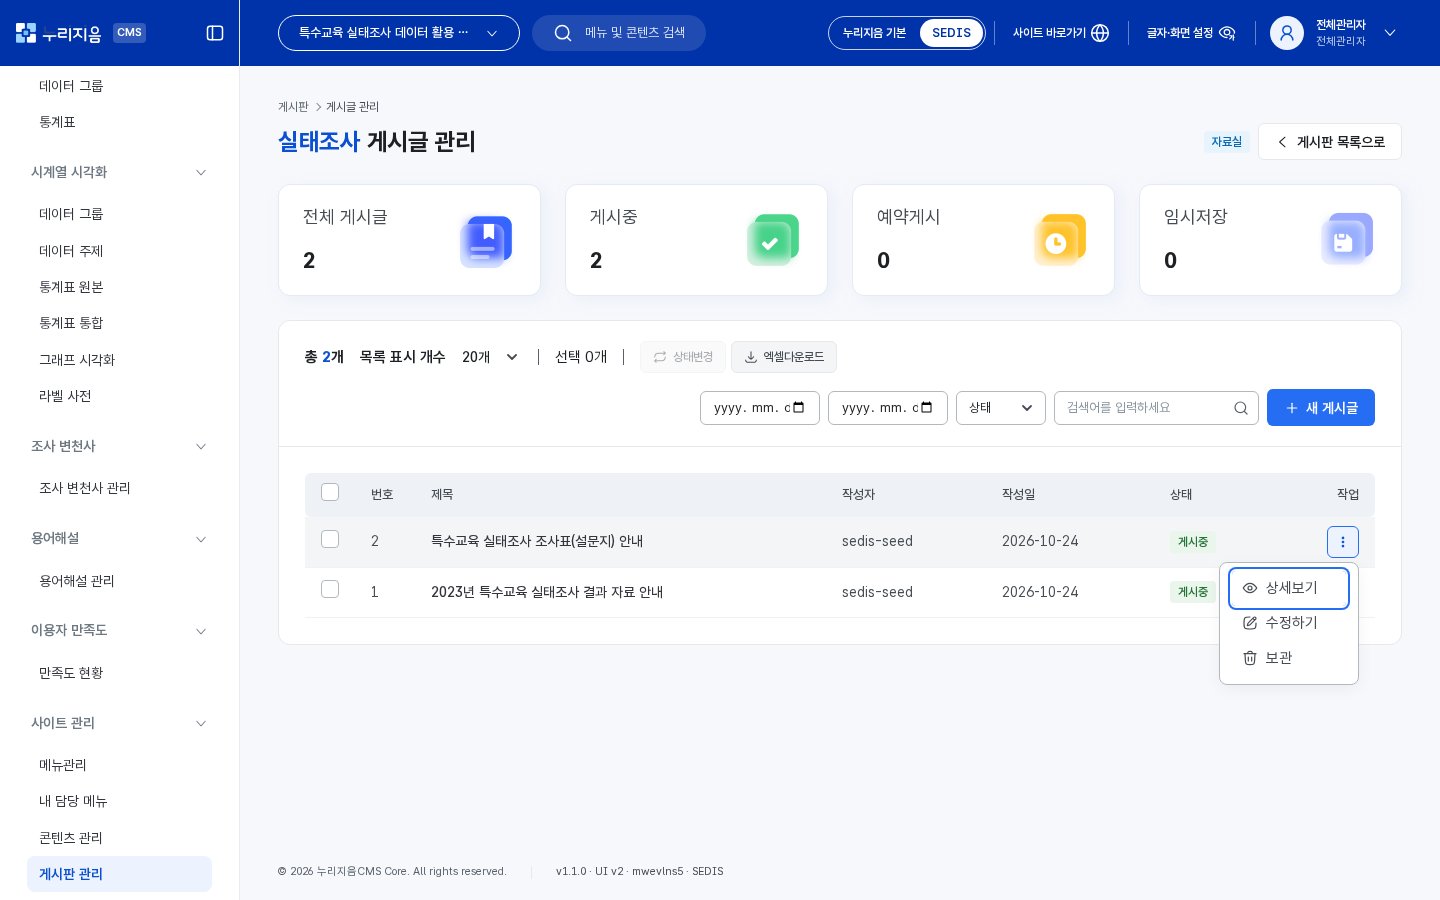 누리지음 CMS
특수교육 실태조사 데이터 활용 ···
메뉴 및 콘텐츠 검색
누리지음 기본
SEDIS
사이트 바로가기
글자·화면 설정
전체관리자
전체관리자
데이터 그룹
통계표
시계열 시각화
데이터 그룹
데이터 주제
통계표 원본
통계표 통합
그래프 시각화
라벨 사전
조사 변천사
조사 변천사 관리
용어해설
용어해설 관리
이용자 만족도
만족도 현황
사이트 관리
메뉴관리
내 담당 메뉴
콘텐츠 관리
게시판 관리
게시판 > 게시글 관리
실태조사 게시글 관리
자료실
게시판 목록으로
전체 게시글
2
게시중
2
예약게시
0
임시저장
0
총 2개 목록 표시 개수 20개
선택 0개
상태변경
엑셀다운로드
yyyy. mm. d
yyyy. mm. d
상태
검색어를 입력하세요
새 게시글
번호 제목 작성자 작성일 상태 작업
2 특수교육 실태조사 조사표(설문지) 안내 sedis-seed 2026-10-24 게시중
1 2023년 특수교육 실태조사 결과 자료 안내 sedis-seed 2026-10-24 게시중
상세보기
수정하기
보관
© 2026 누리지음CMS Core. All rights reserved.
v1.1.0 · UI v2 · mwevlns5 · SEDIS